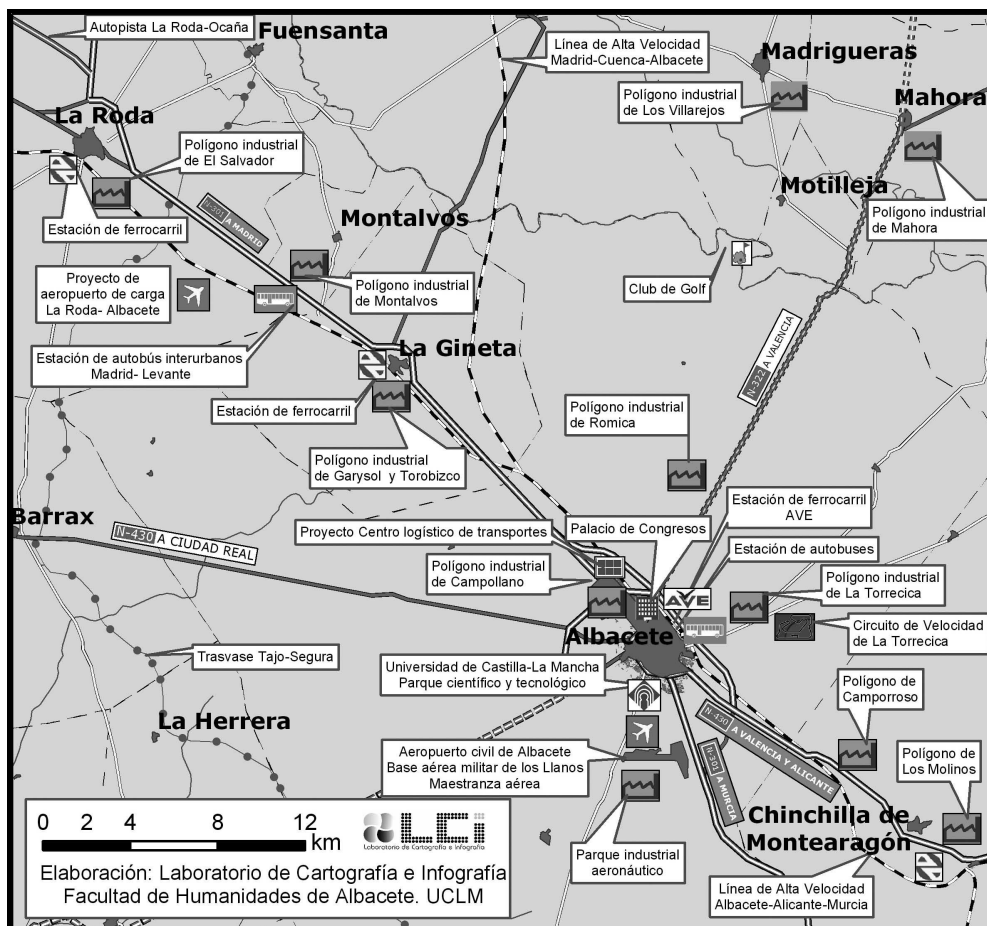 Autopista La Roda-Ocaña
Fuensanta
Línea de Alta Velocidad
Madrid-Cuenca-Albacete
Madrigueras
Polígono industrial
de Los Villarejos
Mahora
La Roda
Polígono industrial
de El Salvador
Motilleja
Polígono industrial
de Mahora
Estación de ferrocarril
N-301 A MADRID
Montalvos
Proyecto de
aeropuerto de carga
La Roda- Albacete
Polígono industrial
de Montalvos
Club de Golf
Estación de autobús interurbanos
Madrid- Levante
La Gineta
N-322 A VALENCIA
Estación de ferrocarril
Polígono industrial
de Romica
Polígono industrial
de Garysol y Torobizco
Estación de ferrocarril
AVE
Barrax
N-430 A CIUDAD REAL
Proyecto Centro logístico de transportes
Palacio de Congresos
Estación de autobuses
Polígono industrial
de Campollano
AVE
Polígono industrial
de La Torrecica
Albacete
Circuito de Velocidad
de La Torrecica
Trasvase Tajo-Segura
Universidad de Castilla-La Mancha
Parque científico y tecnológico
Polígono de
Camporroso
La Herrera
N-430 A VALENCIA Y ALICANTE
Aeropuerto civil de Albacete
Base aérea militar de los Llanos
Maestranza aérea
N-301 A MURCIA
Polígono de
Los Molinos
Chinchilla de
Montearagón
Parque industrial
aeronáutico
Línea de Alta Velocidad
Albacete-Alicante-Murcia
0 2 4 8 12
km
LCi
Laboratorio de Cartografía e Infografía
Elaboración: Laboratorio de Cartografía e Infografía
Facultad de Humanidades de Albacete. UCLM